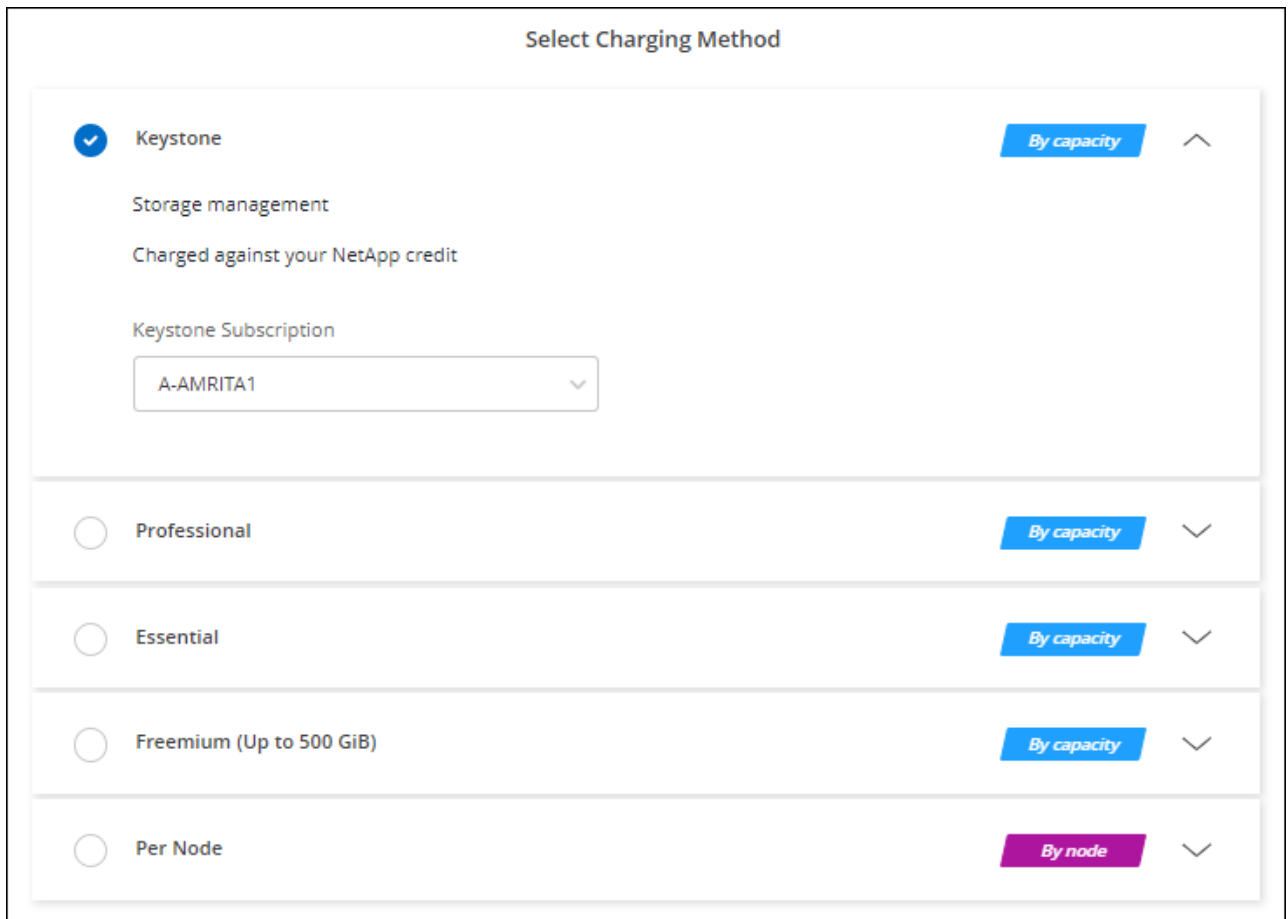 Select Charging Method
Keystone
By capacity
Storage management
Charged against your NetApp credit
Keystone Subscription
A-AMRITA1
Professional
By capacity
Essential
By capacity
Freemium (Up to 500 GiB)
By capacity
Per Node
By node